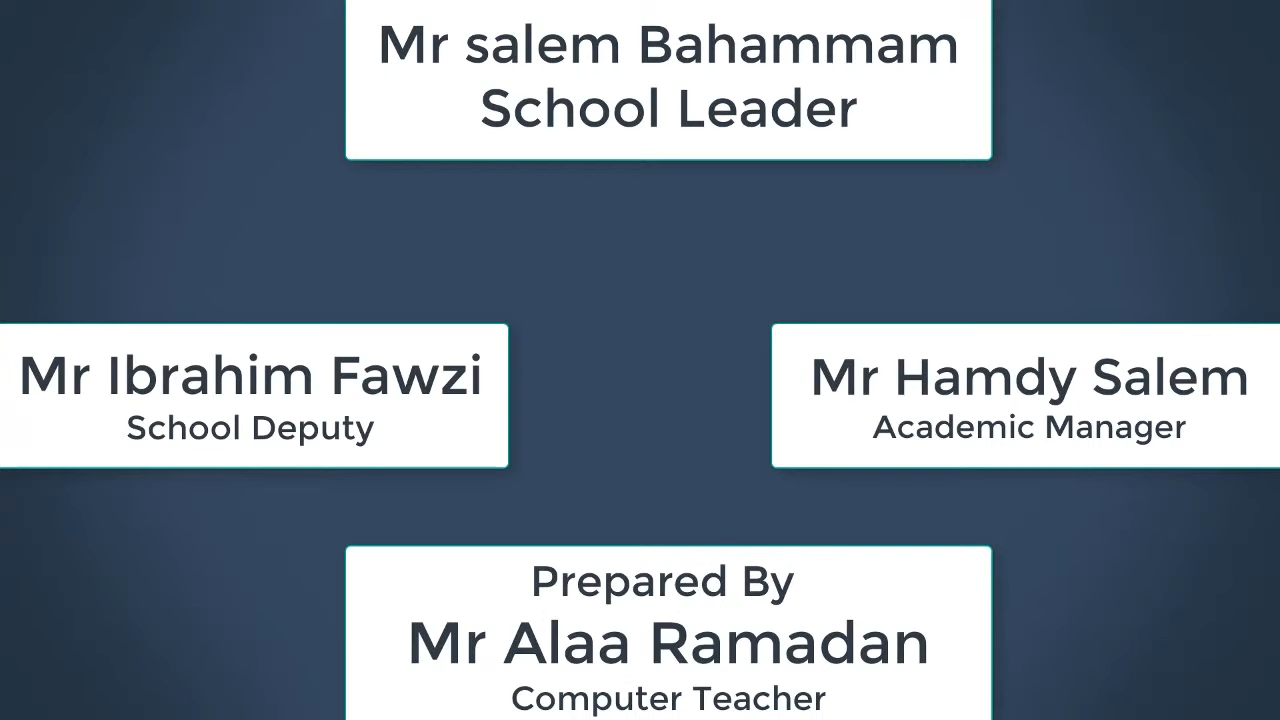 Mr salem Bahammam
School Leader
Mr Ibrahim Fawzi
School Deputy
Mr Hamdy Salem
Academic Manager
Prepared By
Mr Alaa Ramadan
Computer Teacher